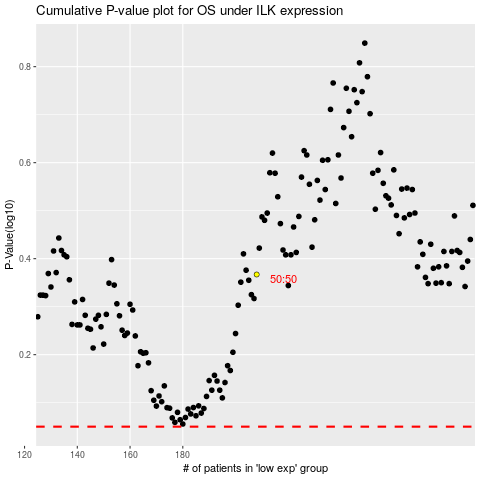 Cumulative P-value plot for OS under ILK expression
P-Value(log10)
0.8
0.6
0.4
0.2
50:50
120 140 160 180
# of patients in 'low exp' group